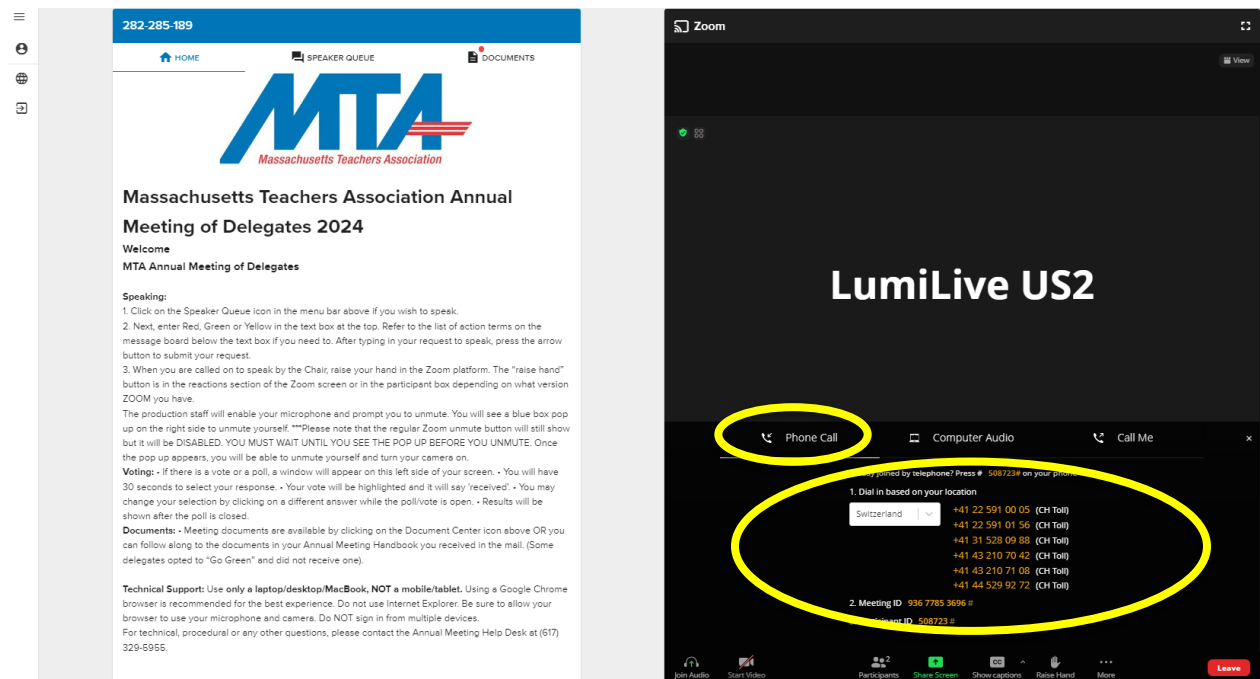 282-285-189
HOME
SPEAKER QUEUE
DOCUMENTS
MTA
Massachusetts Teachers Association
Massachusetts Teachers Association Annual
Meeting of Delegates 2024
Welcome
MTA Annual Meeting of Delegates
Speaking:
1. Click on the Speaker Queue icon in the menu bar above if you wish to speak.
2. Next, enter Red, Green or Yellow in the text box at the top. Refer to the list of action terms on the
message board below the text box if you need to. After typing in your request to speak, press the arrow
button to submit your request.
3. When you are called on to speak by the Chair, raise your hand in the Zoom platform. The "raise hand"
button is in the reactions section of the Zoom screen or in the participant box depending on what version
ZOOM you have.
The production staff will enable your microphone and prompt you to unmute. You will see a blue box pop
up on the right side to unmute yourself. ***Please note that the regular Zoom unmute button will still show
but it will be DISABLED. YOU MUST WAIT UNTIL YOU SEE THE POP UP BEFORE YOU UNMUTE. Once
the pop up appears, you will be able to unmute yourself and turn your camera on.
Voting: • If there is a vote or a poll, a window will appear on this left side of your screen. • You will have
30 seconds to select your response. • Your vote will be highlighted and it will say 'received'. • You may
change your selection by clicking on a different answer while the poll/vote is open. • Results will be
shown after the poll is closed.
Documents: • Meeting documents are available by clicking on the Document Center icon above OR you
can follow along to the documents in your Annual Meeting Handbook you received in the mail. (Some
delegates opted to "Go Green" and did not receive one).
Technical Support: Use only a laptop/desktop/MacBook, NOT a mobile/tablet. Using a Google Chrome
browser is recommended for the best experience. Do not use Internet Explorer. Be sure to allow your
browser to use your microphone and camera. Do NOT sign in from multiple devices.
For technical, procedural or any other questions, please contact the Annual Meeting Help Desk at (617)
329-5955.
Zoom
View
LumiLive US2
Phone Call
Computer Audio
Call Me
joined by telephone? Press # 508723# on your phone
1. Dial in based on your location
Switzerland
+41 22 591 00 05 (CH Toll)
+41 22 591 01 56 (CH Toll)
+41 31 528 09 88 (CH Toll)
+41 43 210 70 42 (CH Toll)
+41 43 210 71 08 (CH Toll)
+41 44 529 92 72 (CH Toll)
2. Meeting ID 936 7785 3696 #
ID 508723 #
Join Audio
Start Video
2
Participants
Share Screen
CC
Show captions
Raise Hand
More
Leave